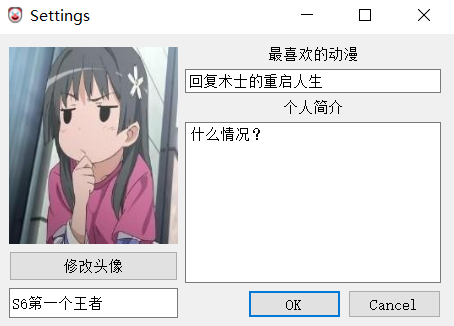 Settings
最喜欢的动漫
回复术士的重启人生
个人简介
什么情况？
修改头像
S6第一个王者
OK
Cancel